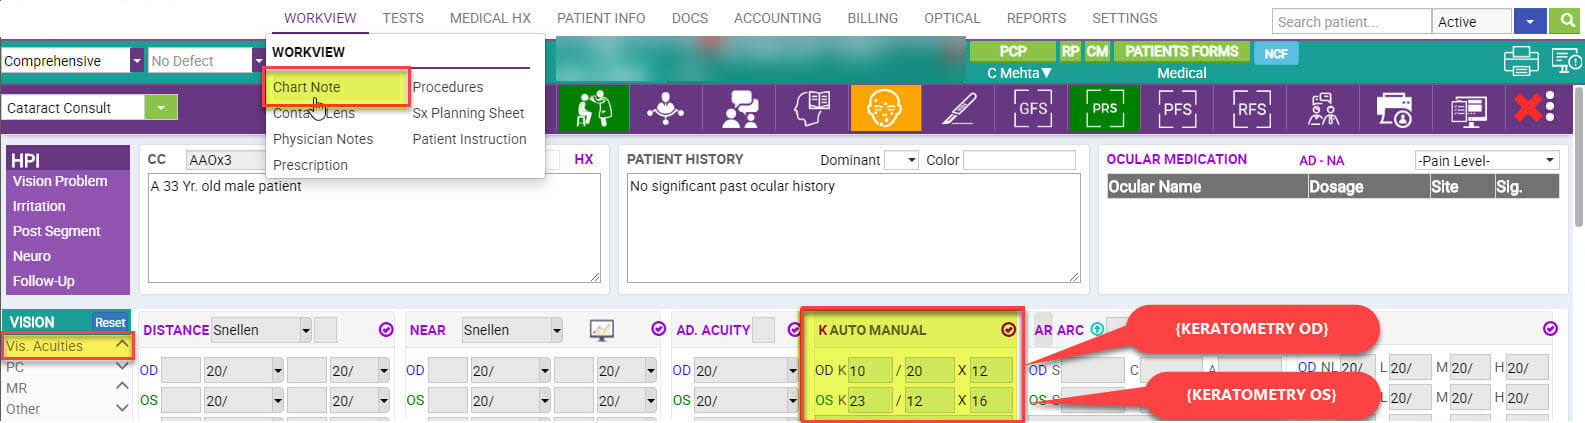 WORKVIEW TESTS MEDICAL HX PATIENT INFO DOCS ACCOUNTING BILLING OPTICAL REPORTS SETTINGS Search patient... Active
WORKVIEW
Comprehensive No Defect PCP RP CM PATIENTS FORMS NCF
C Mehta▼ Medical
Chart Note Procedures
Cataract Consult Contact Lens Sx Planning Sheet GFS PRS PFS RFS
Physician Notes Patient Instruction
Prescription
HPI CC AAOx3 HX PATIENT HISTORY Dominant Color OCULAR MEDICATION AD - NA -Pain Level-
Vision Problem A 33 Yr. old male patient No significant past ocular history Ocular Name Dosage Site Sig.
Irritation
Post Segment
Neuro
Follow-Up
VISION Reset DISTANCE Snellen NEAR Snellen AD. ACUITY K AUTO MANUAL AR ARC {KERATOMETRY OD}
Vis. Acuities
PC OD 20/ 20/ OD 20/ 20/ OD 20/ OD K 10 / 20 X 12 OD S C A OD NL 20/ L 20/ M 20/ H 20/
MR
Other OS 20/ 20/ OS 20/ 20/ OS 20/ OS K 23 / 12 X 16 OS {KERATOMETRY OS} 20/ L 20/ M 20/ H 20/